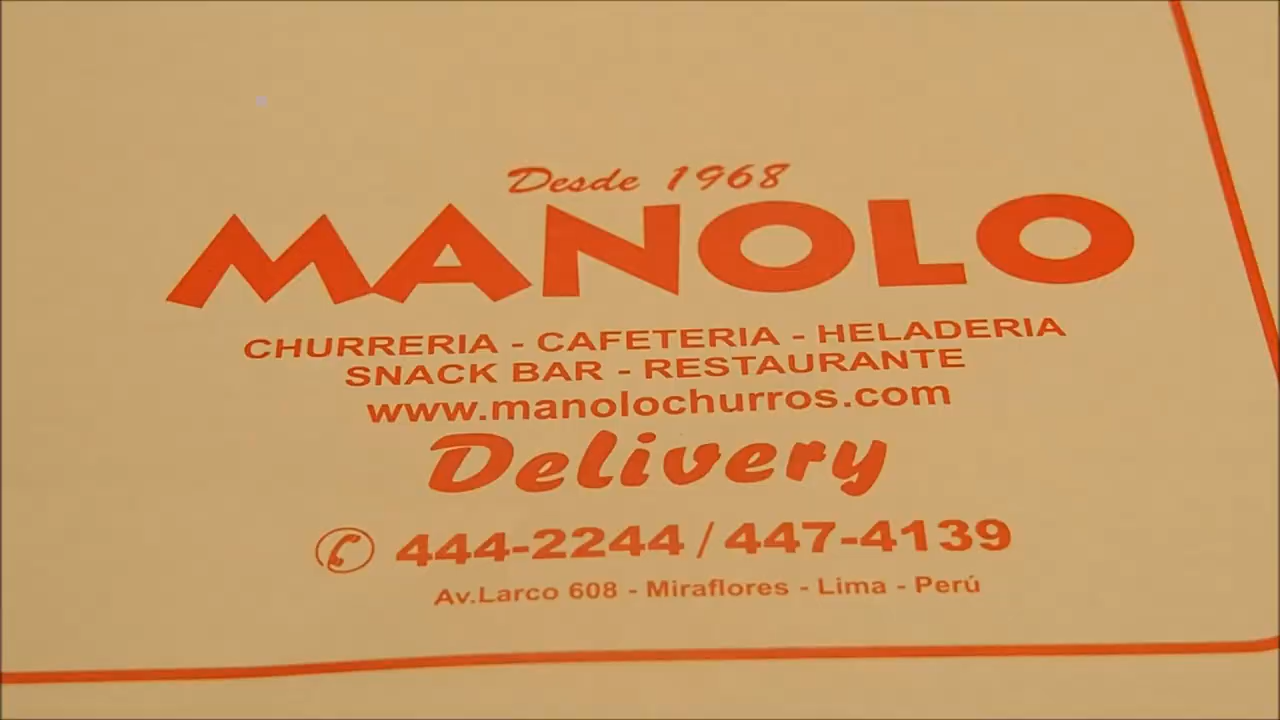 Desde 1968
MANOLO
CHURRERIA - CAFETERIA - HELADERIA
SNACK BAR - RESTAURANTE
www.manolochurros.com
Delivery
444-2244 / 447-4139
Av.Larco 608 - Miraflores - Lima - Perú